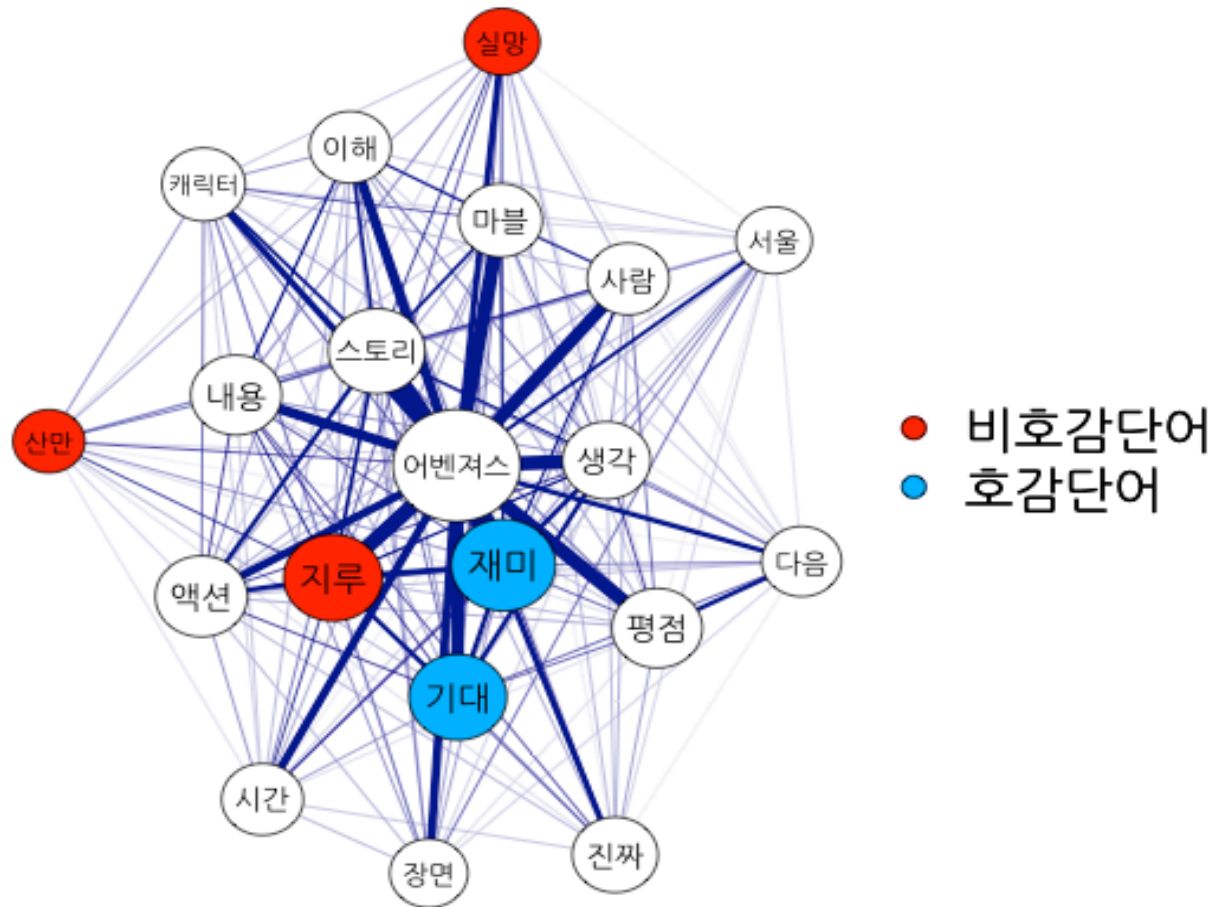 실망
이해
캐릭터
마블
서울
사람
스토리
내용
산만
어벤져스
생각
재미
다음
지루
액션
평점
기대
시간
장면
진짜
비호감단어
호감단어